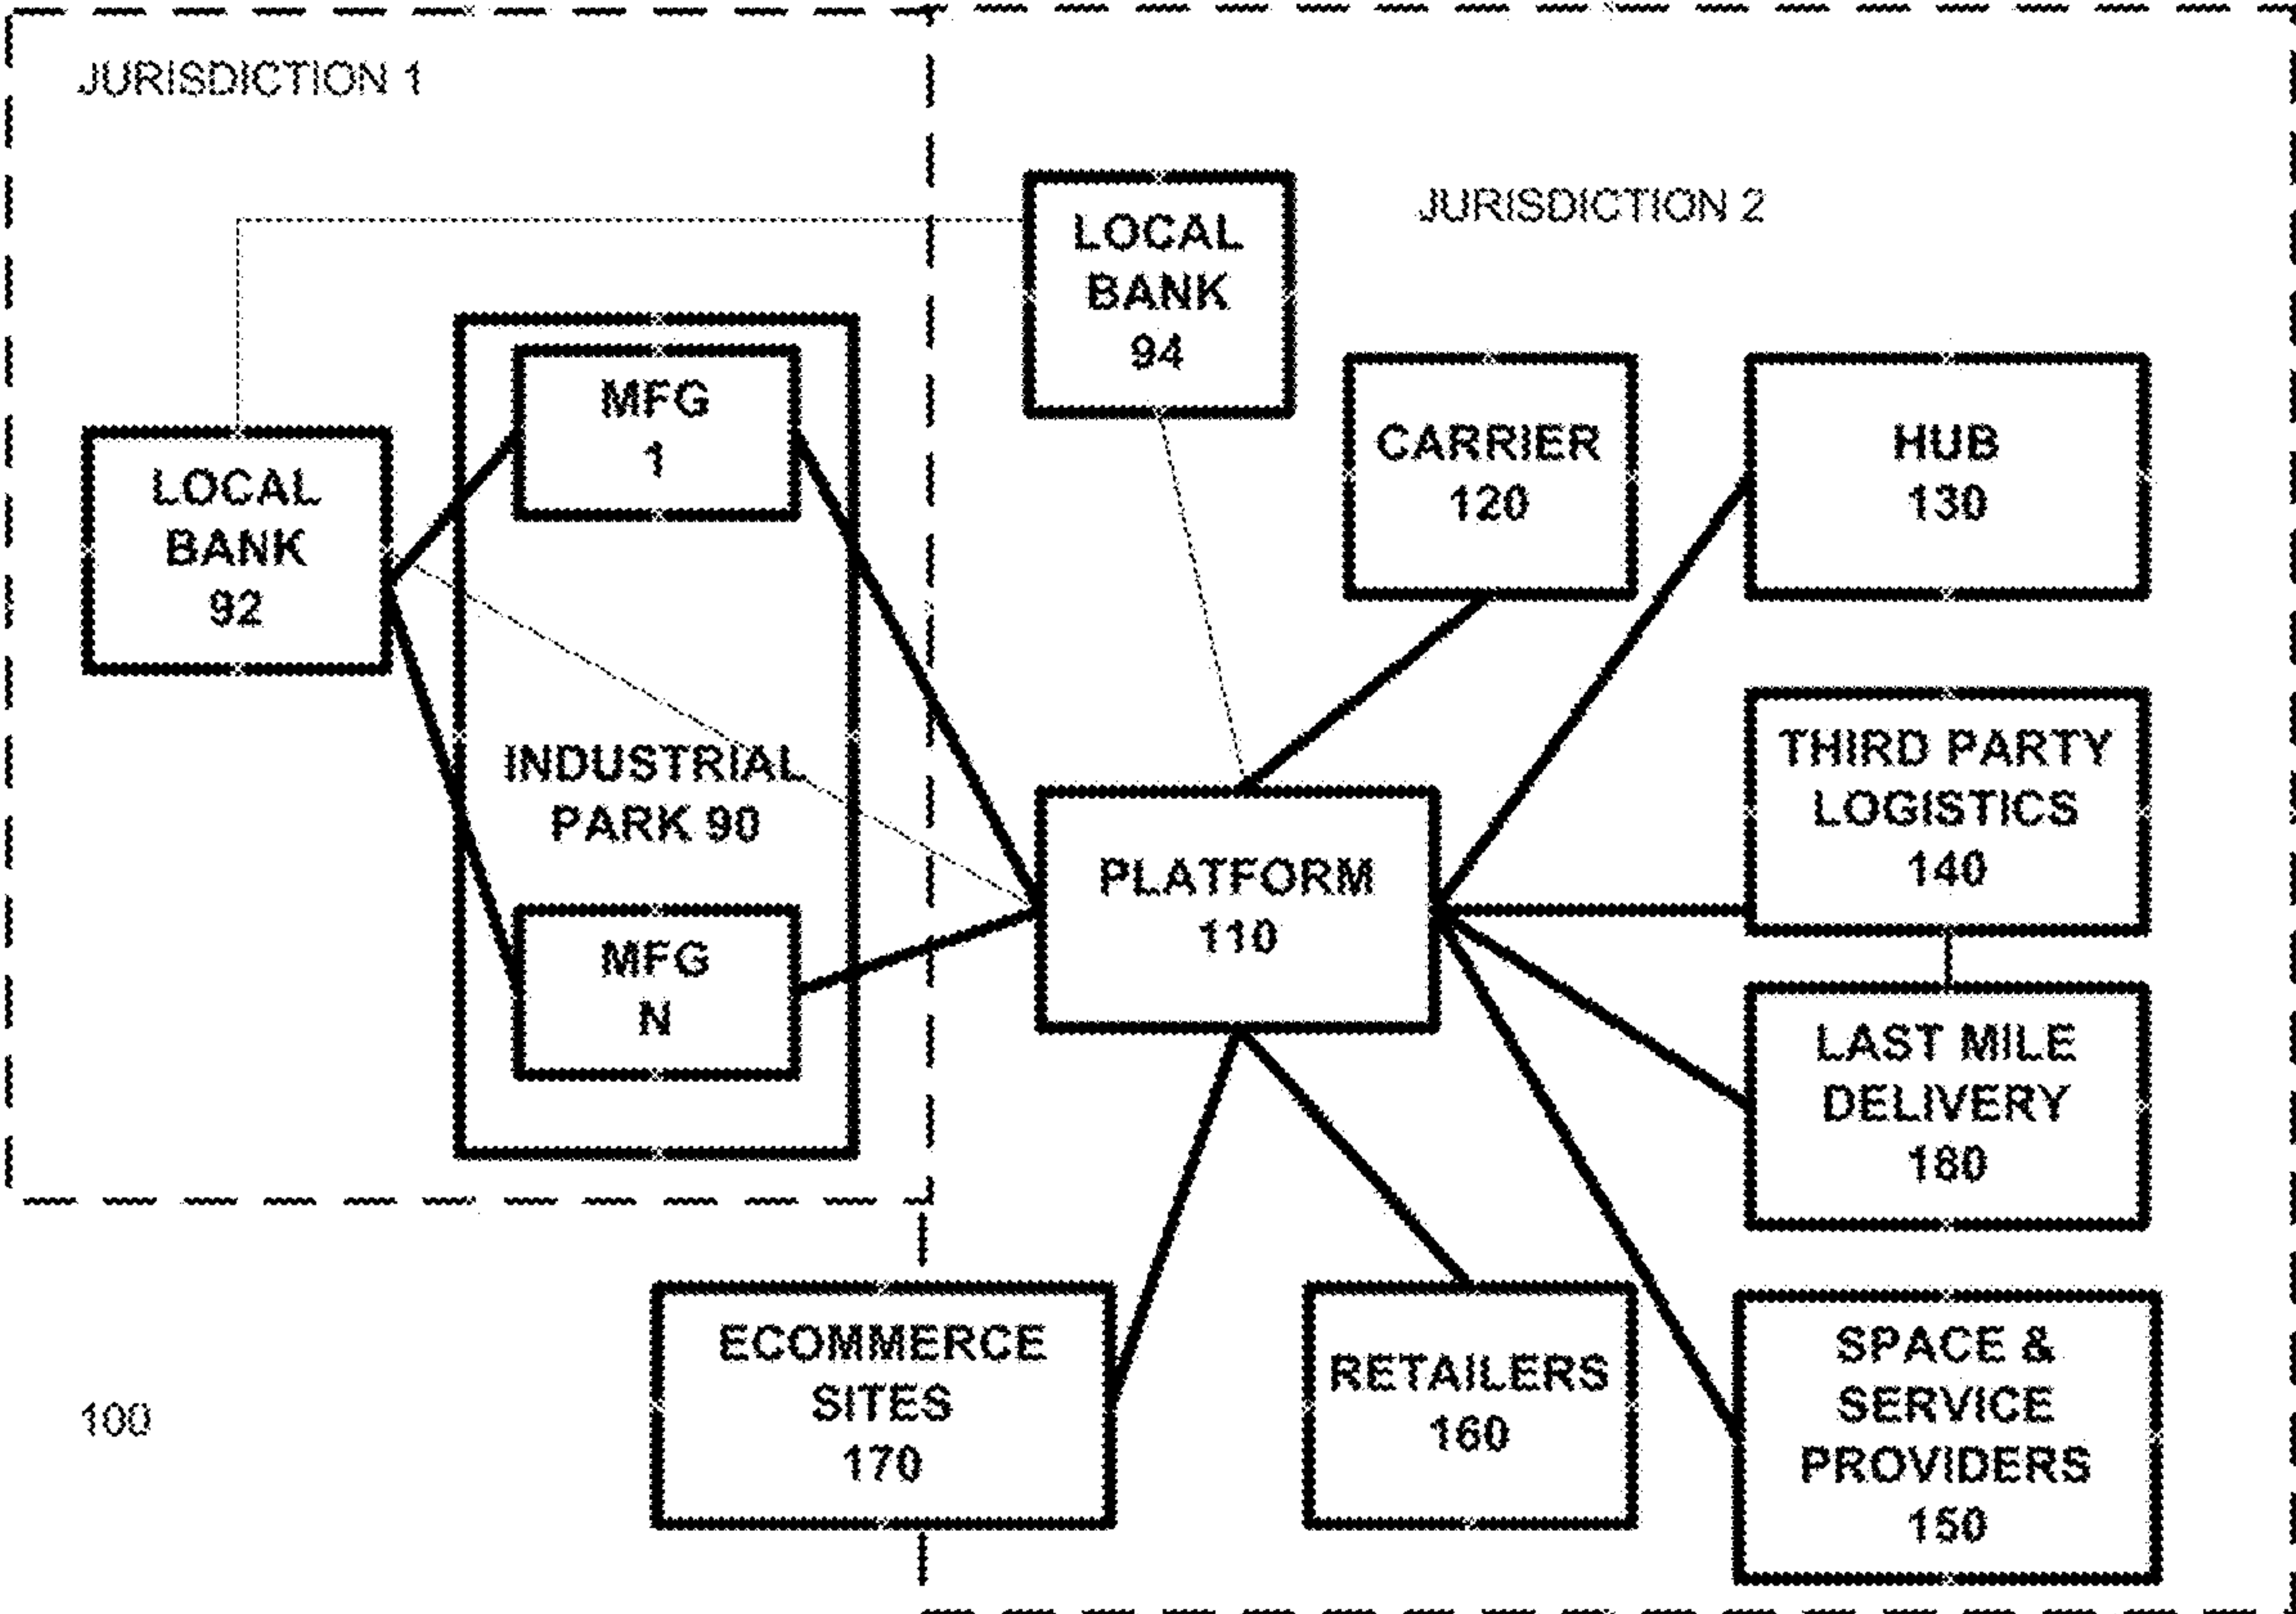 JURISDICTION 1
JURISDICTION 2
LOCAL
BANK
94
MFG
1
CARRIER
120
HUB
130
LOCAL
BANK
92
INDUSTRIAL
PARK 90
THIRD PARTY
LOGISTICS
140
PLATFORM
110
MFG
N
LAST MILE
DELIVERY
180
ECOMMERCE
SITES
170
RETAILERS
160
SPACE &
SERVICE
PROVIDERS
150
100